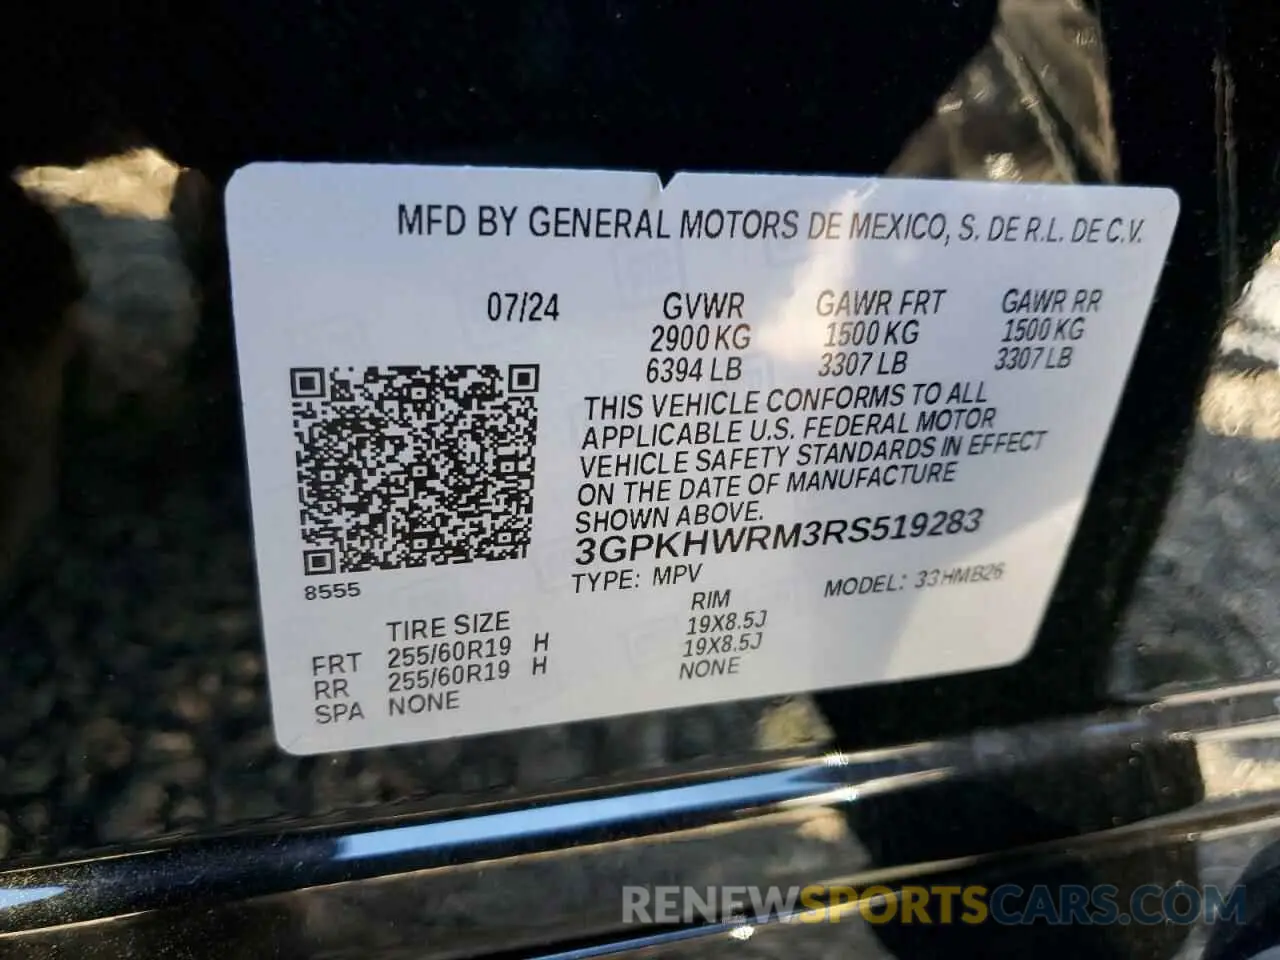 MFD BY GENERAL MOTORS DE MEXICO, S. DE R.L. DE C.V.
07/24 GVWR GAWR FRT GAWR RR
2900 KG 1500 KG 1500 KG
6394 LB 3307 LB 3307 LB
THIS VEHICLE CONFORMS TO ALL
APPLICABLE U.S. FEDERAL MOTOR
VEHICLE SAFETY STANDARDS IN EFFECT
ON THE DATE OF MANUFACTURE
SHOWN ABOVE.
3GPKHWRM3RS519283
8555
TYPE: MPV MODEL: 33HMB26
TIRE SIZE RIM
FRT 255/60R19 H 19X8.5J
RR 255/60R19 H 19X8.5J
SPA NONE NONE
RENEWSPORTSCARS.COM